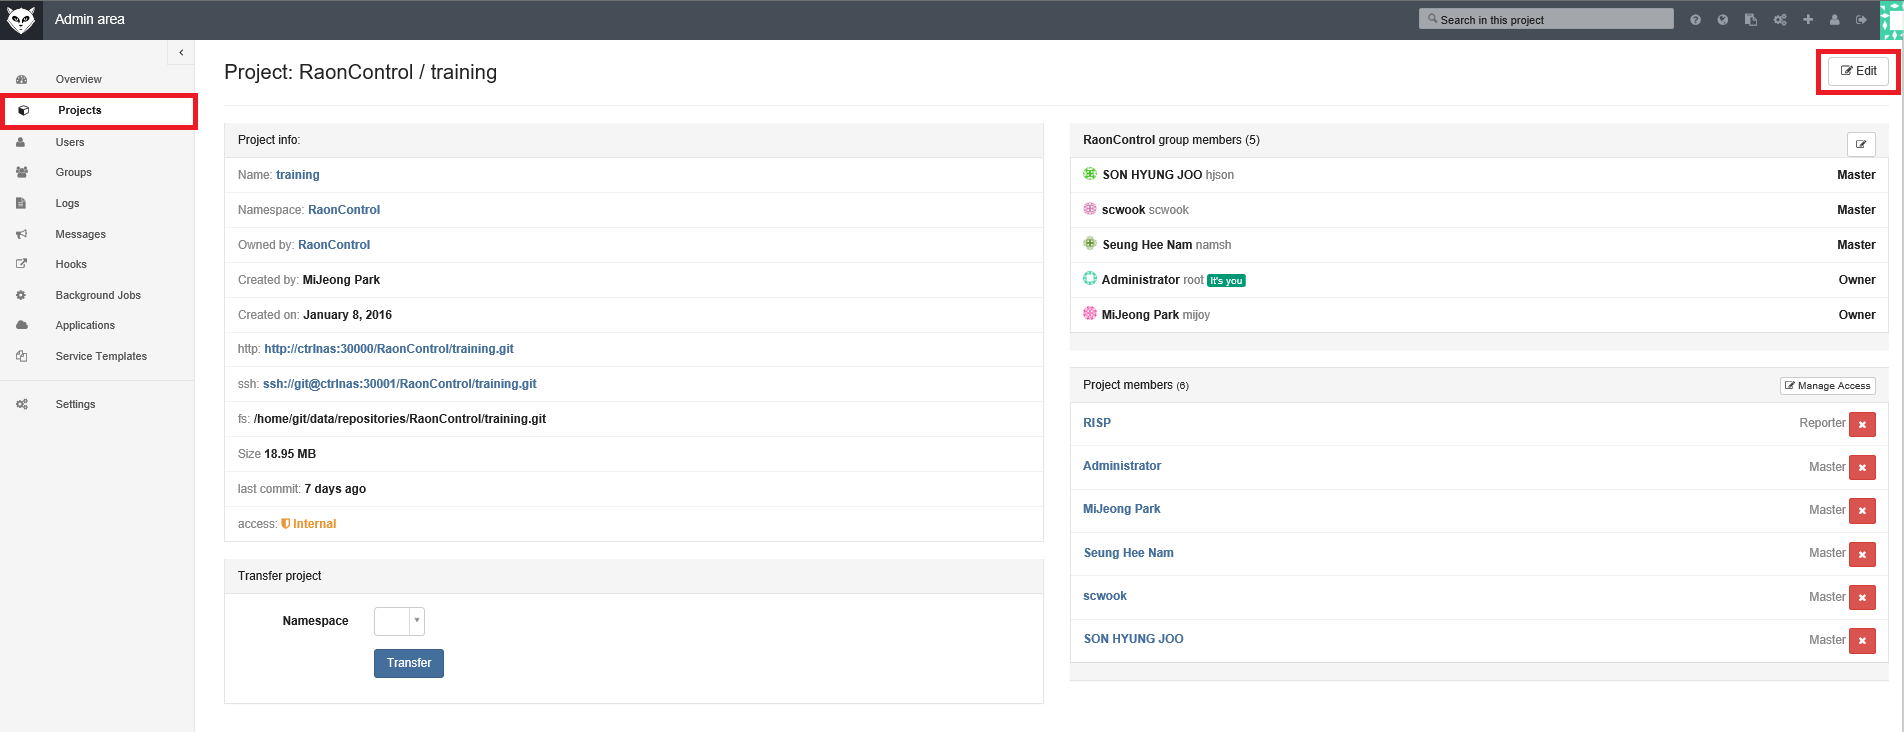 Admin area
Search in this project
Overview
Projects
Users
Groups
Logs
Messages
Hooks
Background Jobs
Applications
Service Templates
Settings
Project: RaonControl / training
Edit
Project info:
Name: training
Namespace: RaonControl
Owned by: RaonControl
Created by: MiJeong Park
Created on: January 8, 2016
http: http://ctrlnas:30000/RaonControl/training.git
ssh: ssh://git@ctrlnas:30001/RaonControl/training.git
fs: /home/git/data/repositories/RaonControl/training.git
Size 18.95 MB
last commit: 7 days ago
access: Internal
Transfer project
Namespace
Transfer
RaonControl group members (5)
SON HYUNG JOO hjson Master
scwook scwook Master
Seung Hee Nam namsh Master
Administrator root It's you Owner
MiJeong Park mijoy Owner
Project members (6) Manage Access
RISP Reporter
Administrator Master
MiJeong Park Master
Seung Hee Nam Master
scwook Master
SON HYUNG JOO Master